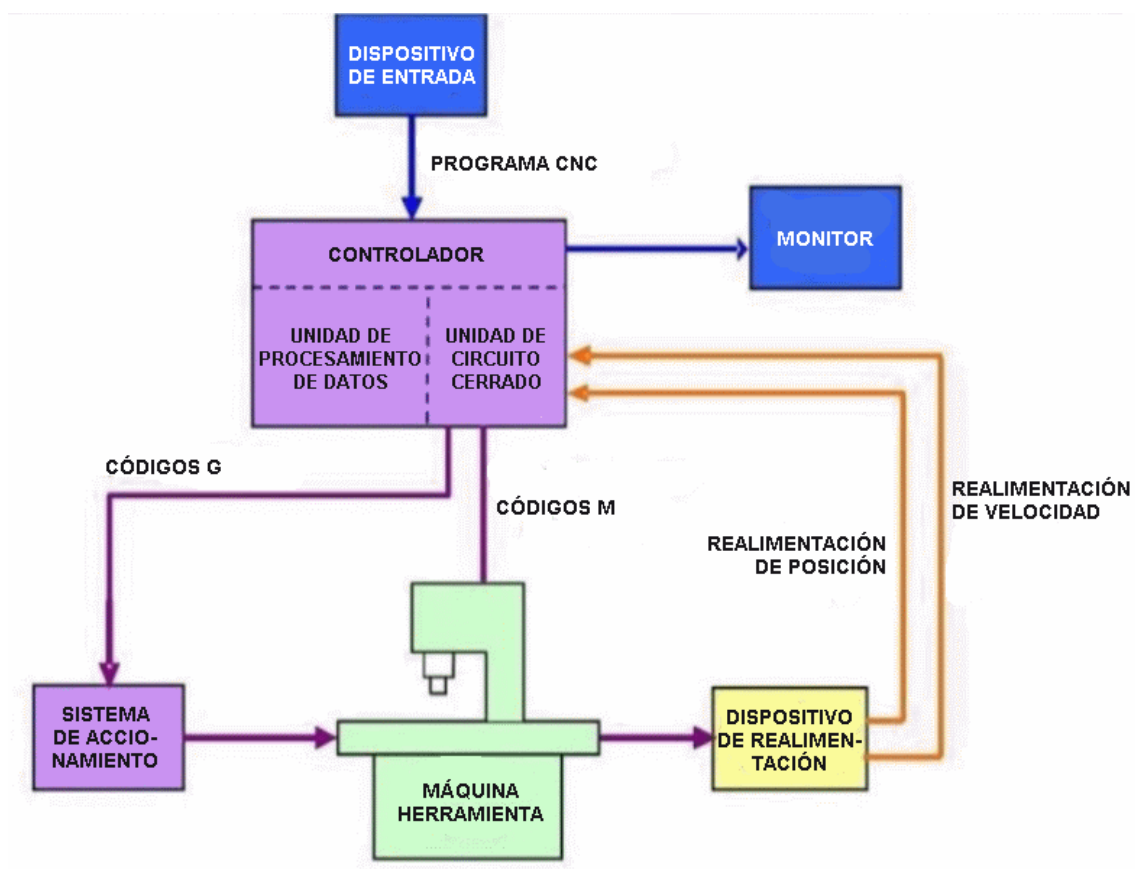 DISPOSITIVO
DE ENTRADA
PROGRAMA CNC
CONTROLADOR
MONITOR
UNIDAD DE
PROCESAMIENTO
DE DATOS
UNIDAD DE
CIRCUITO
CERRADO
CÓDIGOS G
CÓDIGOS M
REALIMENTACIÓN
DE VELOCIDAD
REALIMENTACIÓN
DE POSICIÓN
SISTEMA
DE ACCIO-
NAMIENTO
MÁQUINA
HERRAMIENTA
DISPOSITIVO
DE REALIMEN-
TACIÓN